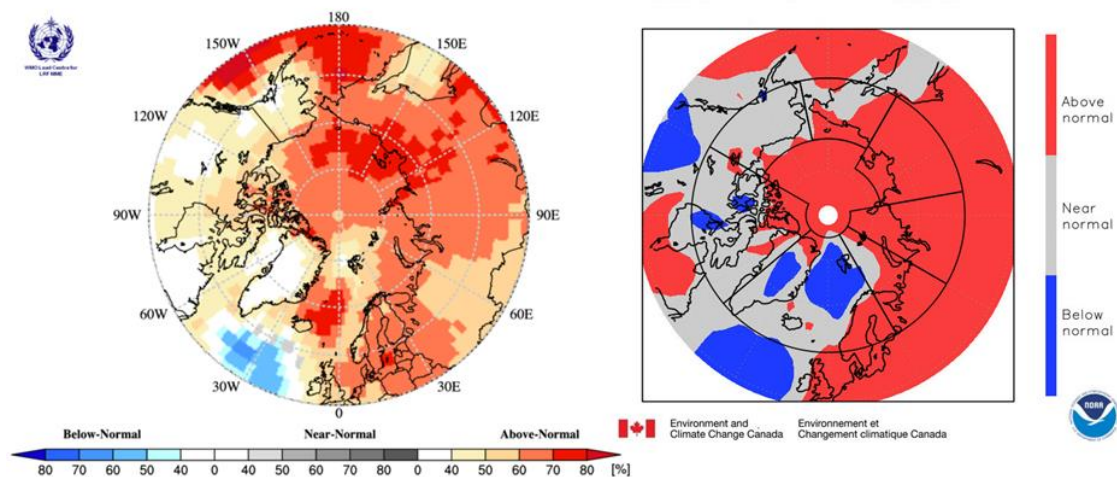 WMO Lead Centre for
LRF MME
180
150W
150E
120W
120E
90W
90E
60W
60E
30W
30E
0
Below-Normal Near-Normal Above-Normal
80 70 60 50 40 0 40 50 60 70 80 0 40 50 60 70 80 [%]
Above
normal
Near
normal
Below
normal
Environment and
Climate Change Canada
Environnement et
Changement climatique Canada
NOAA